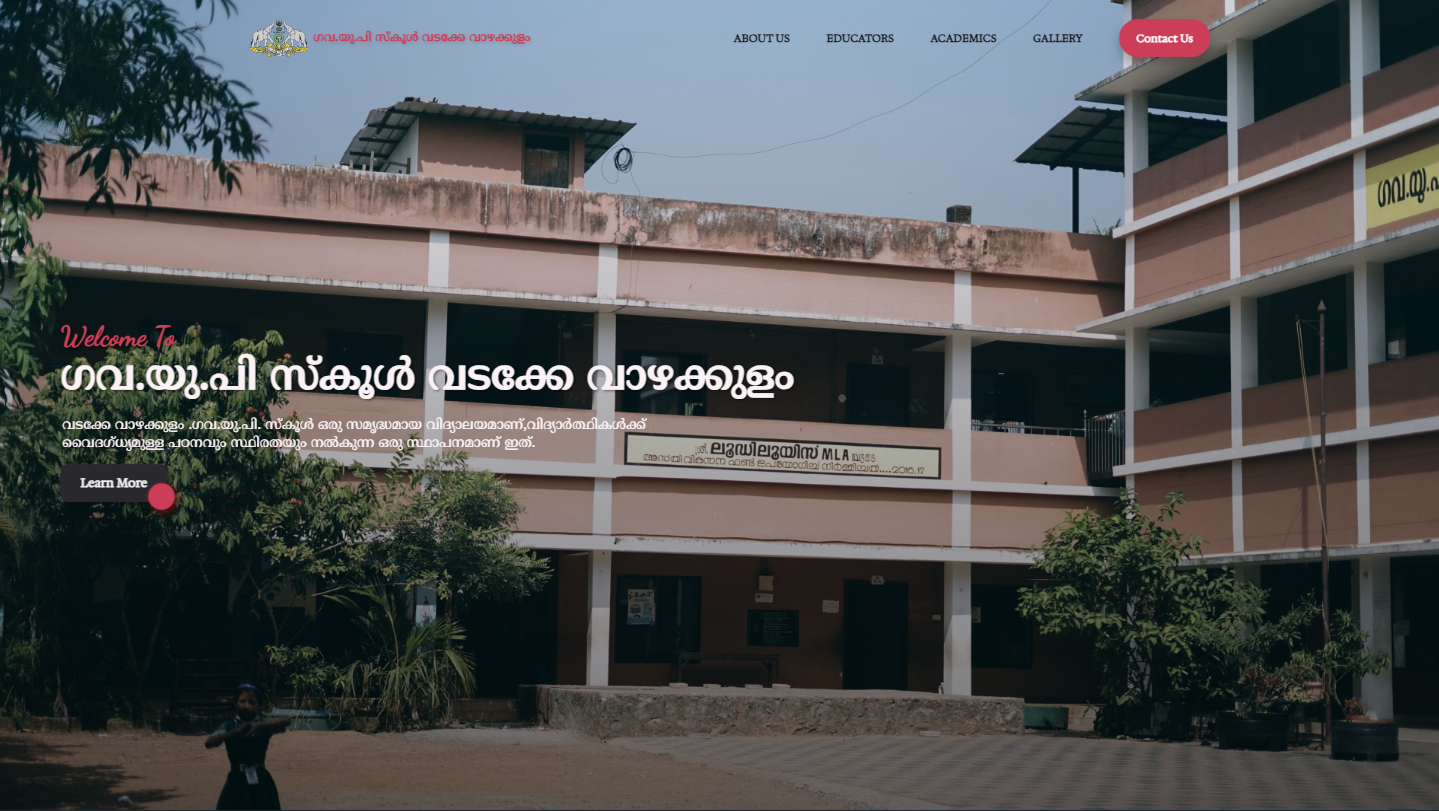 ഗവ.യു.പി സ്കൂൾ വടക്കേ വാഴക്കുളം
ABOUT US
EDUCATORS
ACADEMICS
GALLERY
Contact Us
ഗവ.യു.പ
Welcome To
ഗവ.യു.പി സ്കൂൾ വടക്കേ വാഴക്കുളം
വടക്കേ വാഴക്കുളം .ഗവ.യു.പി. സ്കൂൾ ഒരു സമൃദ്ധമായ വിദ്യാലയമാണ്,വിദ്യാർത്ഥികൾക്ക്
വൈദഗ്ധ്യമുള്ള പഠനവും സ്ഥിരതയും നൽകുന്ന ഒരു സ്ഥാപനമാണ് ഇത്.
ശ്രീ. ലൂഡിലൂയിസ് MLA യുടെ
ആസ്തി വികസന ഫണ്ട് ഉപയോഗിച്ച് നിർമ്മിച്ചത്....2016.17
Learn More